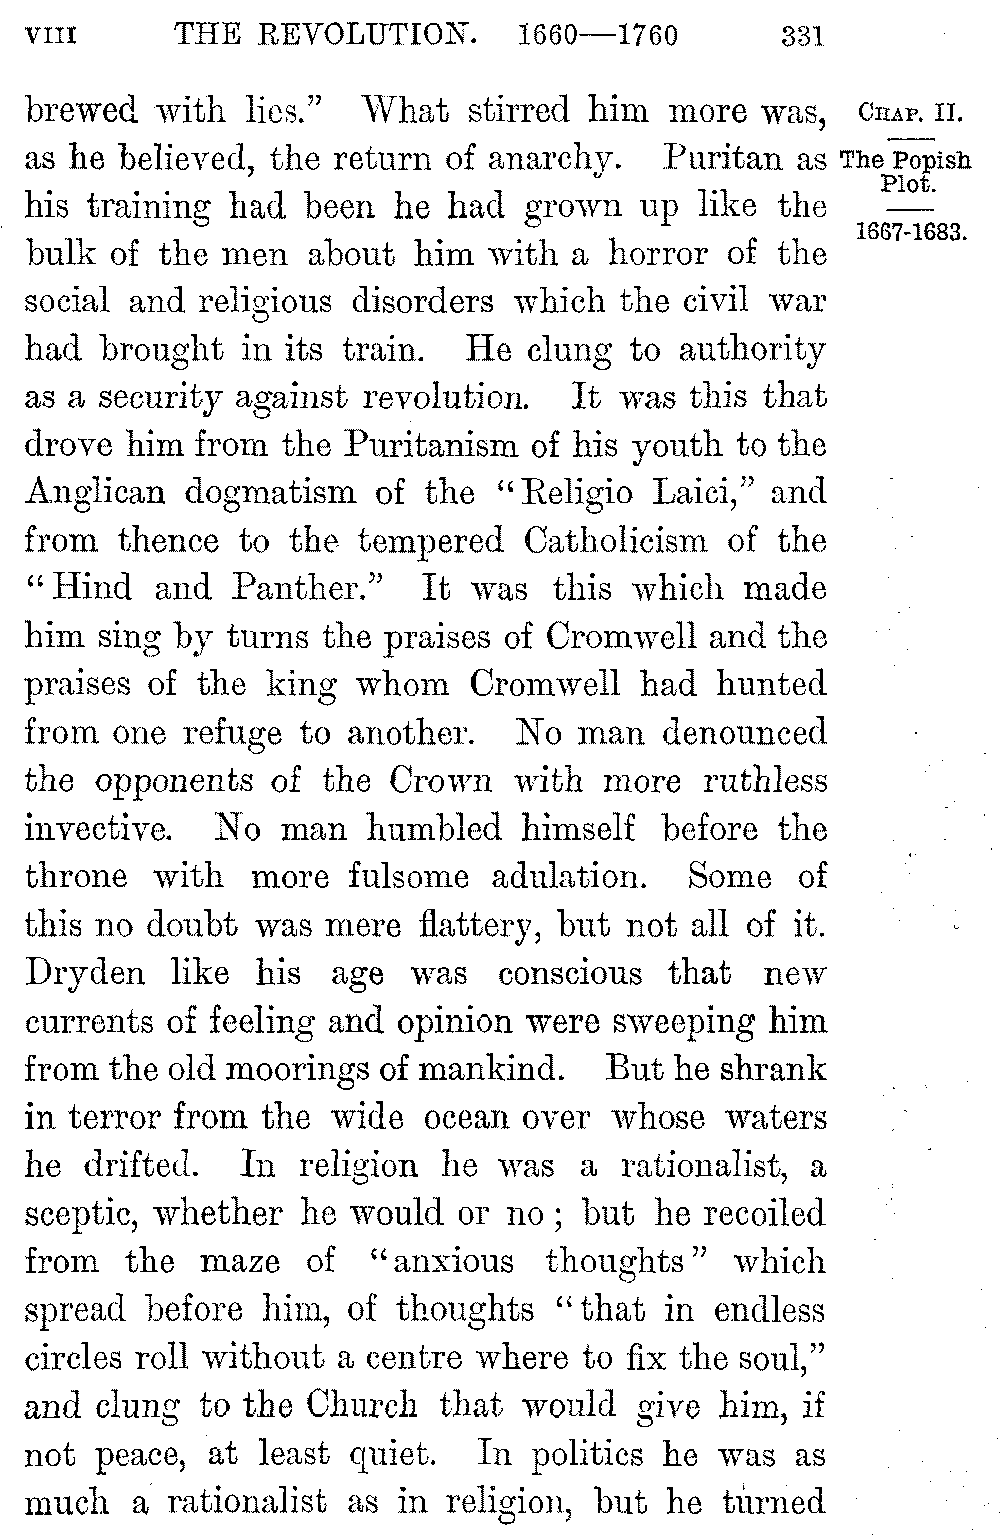 VIII THE REVOLUTION. 1660—1760 331
brewed with lies.” What stirred him more was,
as he believed, the return of anarchy. Puritan as
his training had been he had grown up like the
bulk of the men about him with a horror of the
social and religious disorders which the civil war
had brought in its train. He clung to authority
as a security against revolution. It was this that
drove him from the Puritanism of his youth to the
Anglican dogmatism of the “Religio Laici,” and
from thence to the tempered Catholicism of the
“Hind and Panther.” It was this which made
him sing by turns the praises of Cromwell and the
praises of the king whom Cromwell had hunted
from one refuge to another. No man denounced
the opponents of the Crown with more ruthless
invective. No man humbled himself before the
throne with more fulsome adulation. Some of
this no doubt was mere flattery, but not all of it.
Dryden like his age was conscious that new
currents of feeling and opinion were sweeping him
from the old moorings of mankind. But he shrank
in terror from the wide ocean over whose waters
he drifted. In religion he was a rationalist, a
sceptic, whether he would or no; but he recoiled
from the maze of “anxious thoughts” which
spread before him, of thoughts “that in endless
circles roll without a centre where to fix the soul,”
and clung to the Church that would give him, if
not peace, at least quiet. In politics he was as
much a rationalist as in religion, but he turned
CHAP. II.
The Popish
Plot.
1667-1683.